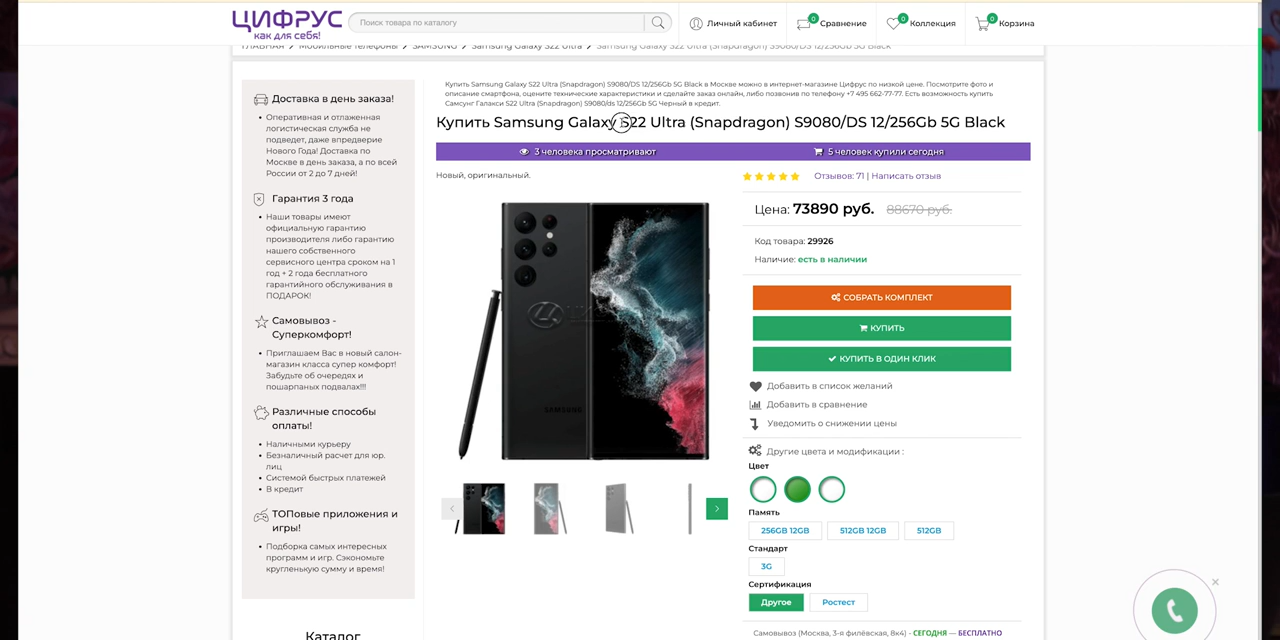 ЦИФРУС
как для себя!
Поиск товара по каталогу
Личный кабинет
0
Сравнение
0
Коллекция
0
Корзина
ГЛАВНАЯ > Мобильные телефоны > SAMSUNG > Samsung Galaxy S22 Ultra > Samsung Galaxy S22 Ultra (Snapdragon) S9080/DS 12/256Gb 5G Black
Доставка в день заказа!
• Оперативная и отлаженная
логистическая служба не
подведет, даже впредверие
Нового Года! Доставка по
Москве в день заказа, а по всей
России от 2 до 7 дней!
Гарантия 3 года
• Наши товары имеют
официальную гарантию
производителя либо гарантию
нашего собственного
сервисного центра сроком на 1
год + 2 года бесплатного
гарантийного обслуживания в
ПОДАРОК!
Самовывоз -
Суперкомфорт!
• Приглашаем Вас в новый салон-
магазин класса супер комфорт!
Забудьте об очередях и
пошарпаных подвалах!!!
Различные способы
оплаты!
• Наличными курьеру
• Безналичный расчет для юр.
лиц
• Системой быстрых платежей
• В кредит
ТОПовые приложения и
игры!
• Подборка самых интересных
программ и игр. Сэкономьте
кругленькую сумму и время!
Каталог
Купить Samsung Galaxy S22 Ultra (Snapdragon) S9080/DS 12/256Gb 5G Black в Москве можно в интернет-магазине Цифрус по низкой цене. Посмотрите фото и
описание смартфона, оцените технические характеристики и сделайте заказ онлайн, либо позвонив по телефону +7 495 662-77-77. Есть возможность купить
Самсунг Галакси S22 Ultra (Snapdragon) S9080/ds 12/256Gb 5G Черный в кредит.
Купить Samsung Galaxy S22 Ultra (Snapdragon) S9080/DS 12/256Gb 5G Black
3 человека просматривают
5 человек купили сегодня
Новый, оригинальный.
SAMSUNG
Отзывов: 71 | Написать отзыв
Цена: 73890 руб. 88670 руб.
Код товара: 29926
Наличие: есть в наличии
СОБРАТЬ КОМПЛЕКТ
КУПИТЬ
КУПИТЬ В ОДИН КЛИК
Добавить в список желаний
Добавить в сравнение
Уведомить о снижении цены
Другие цвета и модификации :
Цвет
Память
256GB 12GB
512GB 12GB
512GB
Стандарт
3G
Сертификация
Другое
Ростест
Самовывоз (Москва, 3-я филёвская, 8к4) - СЕГОДНЯ — БЕСПЛАТНО